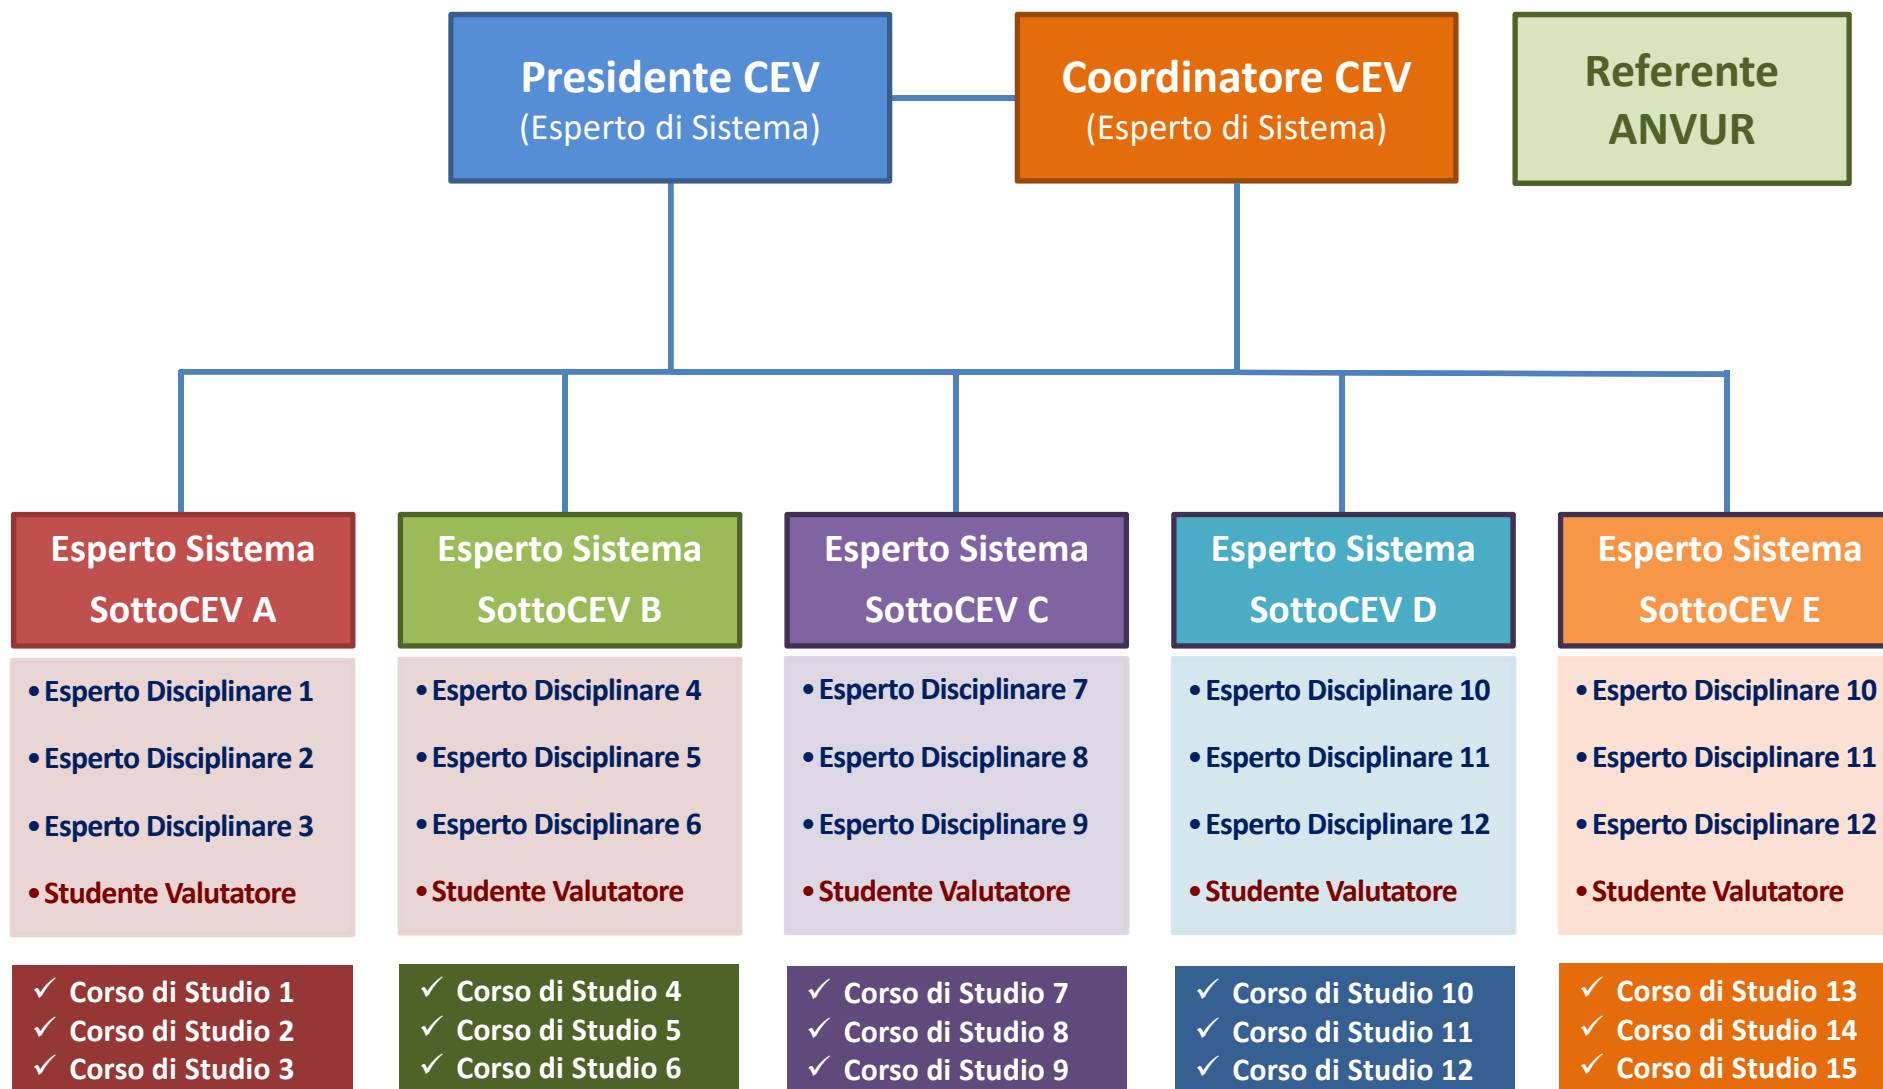 Presidente CEV
(Esperto di Sistema)
Coordinatore CEV
(Esperto di Sistema)
Referente
ANVUR
Esperto Sistema
SottoCEV A
• Esperto Disciplinare 1
• Esperto Disciplinare 2
• Esperto Disciplinare 3
• Studente Valutatore
✓ Corso di Studio 1
✓ Corso di Studio 2
✓ Corso di Studio 3
Esperto Sistema
SottoCEV B
• Esperto Disciplinare 4
• Esperto Disciplinare 5
• Esperto Disciplinare 6
• Studente Valutatore
✓ Corso di Studio 4
✓ Corso di Studio 5
✓ Corso di Studio 6
Esperto Sistema
SottoCEV C
• Esperto Disciplinare 7
• Esperto Disciplinare 8
• Esperto Disciplinare 9
• Studente Valutatore
✓ Corso di Studio 7
✓ Corso di Studio 8
✓ Corso di Studio 9
Esperto Sistema
SottoCEV D
• Esperto Disciplinare 10
• Esperto Disciplinare 11
• Esperto Disciplinare 12
• Studente Valutatore
✓ Corso di Studio 10
✓ Corso di Studio 11
✓ Corso di Studio 12
Esperto Sistema
SottoCEV E
• Esperto Disciplinare 10
• Esperto Disciplinare 11
• Esperto Disciplinare 12
• Studente Valutatore
✓ Corso di Studio 13
✓ Corso di Studio 14
✓ Corso di Studio 15